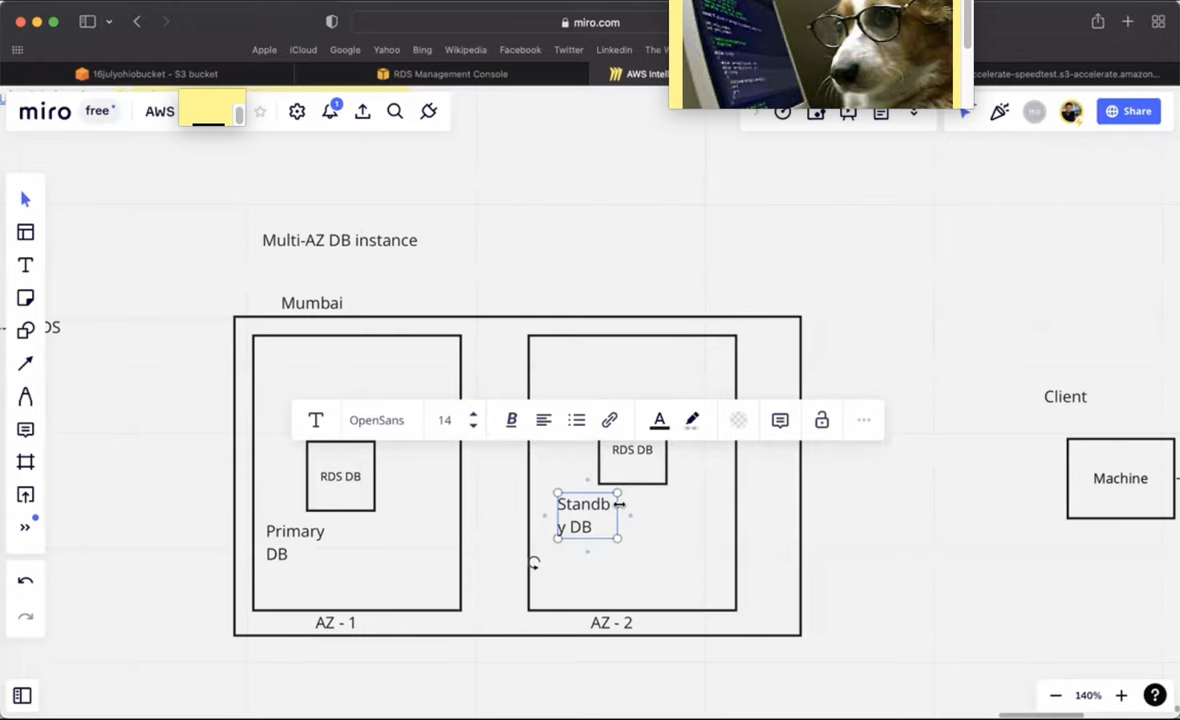 miro.com
Apple iCloud Google Yahoo Bing Wikipedia Facebook Twitter LinkedIn The W
16julyohiobucket - S3 bucket
RDS Management Console
AWS Intell
ccelerate-speedtest.s3-accelerate.amazon...
miro free AWS
1
Share
Multi-AZ DB instance
Mumbai
DS
OpenSans 14 B A
Client
RDS DB
RDS DB
Machine
Standb
y DB
Primary
DB
AZ - 1
AZ - 2
140%